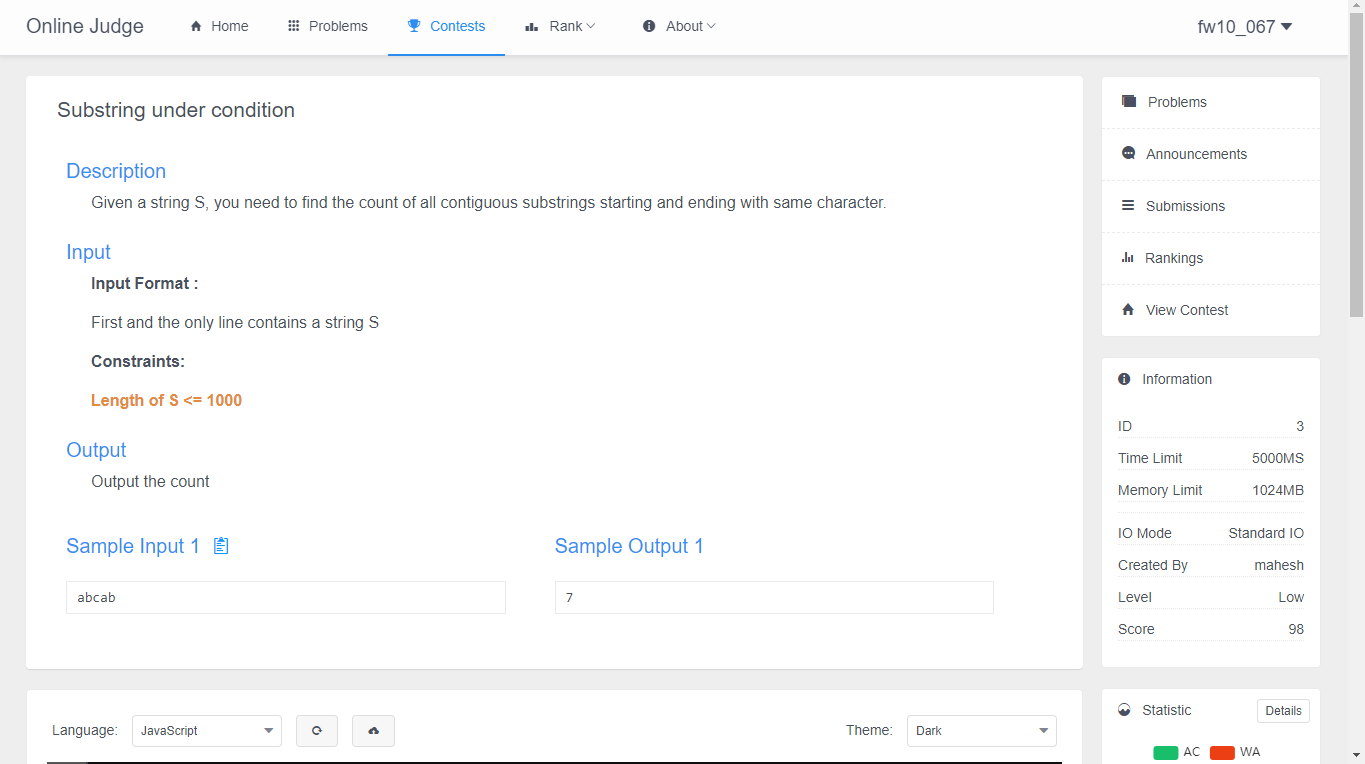 Online Judge Home Problems Contests Rank About fw10_067
Substring under condition
Description
Given a string S, you need to find the count of all contiguous substrings starting and ending with same character.
Input
Input Format :
First and the only line contains a string S
Constraints:
Length of S <= 1000
Output
Output the count
Sample Input 1 Sample Output 1
abcab 7
Language: JavaScript Theme: Dark
Problems
Announcements
Submissions
Rankings
View Contest
Information
ID 3
Time Limit 5000MS
Memory Limit 1024MB
IO Mode Standard IO
Created By mahesh
Level Low
Score 98
Statistic Details
AC WA